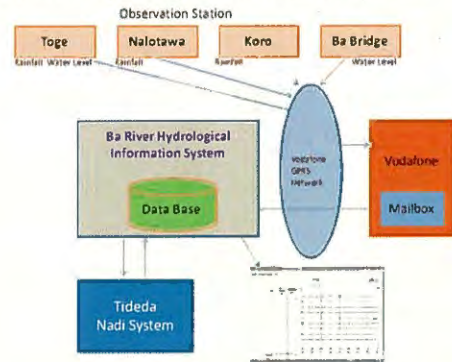 Observation Station
Toge
Nalotawa
Koro
Ba Bridge
Rainfall Water Level
Rainfall
Rainfall
Water Level
Ba River Hydrological
Information System
Data Base
Vodafone
GPRS
Network
Vodafone
Mailbox
Tideda
Nadi System